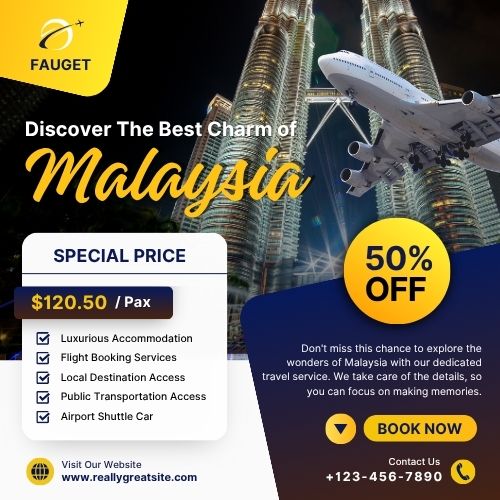 FAUGET
Discover The Best Charm of
Malaysia
SPECIAL PRICE
$120.50 / Pax
Luxurious Accommodation
Flight Booking Services
Local Destination Access
Public Transportation Access
Airport Shuttle Car
50%
OFF
Don't miss this chance to explore the
wonders of Malaysia with our dedicated
travel service. We take care of the details, so
you can focus on making memories.
BOOK NOW
Visit Our Website
www.reallygreatsite.com
Contact Us
+123-456-7890